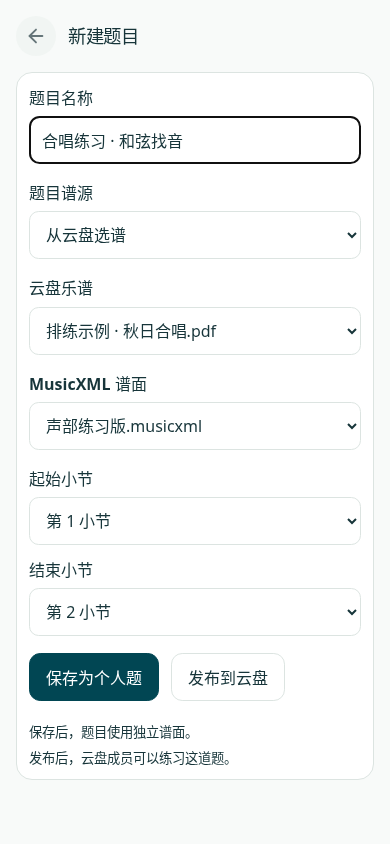 新建题目
题目名称
合唱练习 · 和弦找音
题目谱源
从云盘选谱
云盘乐谱
排练示例 · 秋日合唱.pdf
MusicXML 谱面
声部练习版.musicxml
起始小节
第 1 小节
结束小节
第 2 小节
保存为个人题
发布到云盘
保存后，题目使用独立谱面。
发布后，云盘成员可以练习这道题。